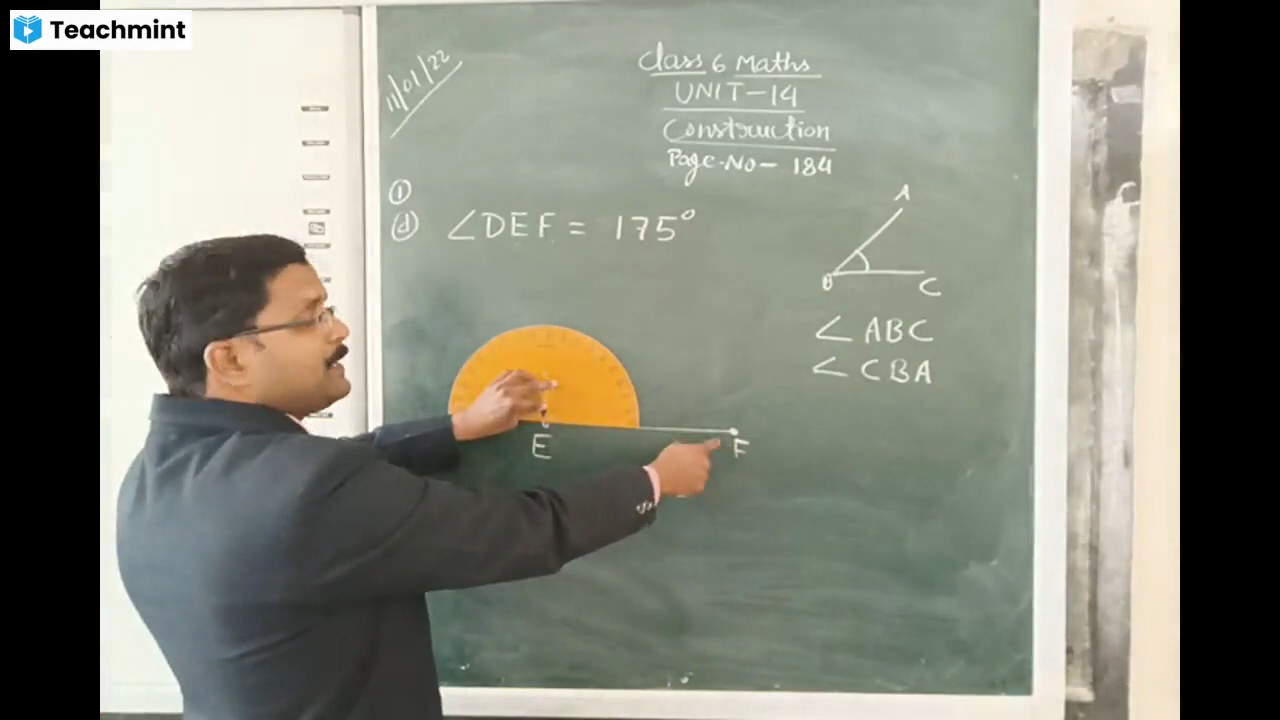 Teachmint
11/01/22
Class 6 Maths
UNIT-14
Construction
Page.No- 184
①
ⓓ ∠DEF = 175°
A
B
C
∠ABC
∠CBA
E
F